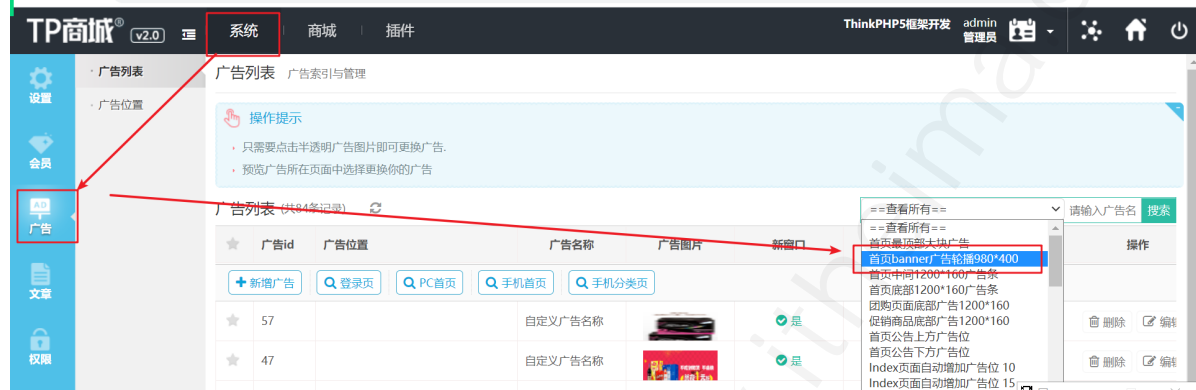 TP商城® v2.0 系统 商城 插件 ThinkPHP5框架开发 admin 管理员
设置
会员
AD
广告
文章
权限
· 广告列表
· 广告位置
广告列表 广告索引与管理
操作提示
只需要点击半透明广告图片即可更换广告.
预览广告所在页面中选择更换你的广告
广告列表 (共84条记录) ==查看所有== 请输入广告名 搜索
广告id 广告位置 广告名称 广告图片 新窗口 操作
新增广告 登录页 PC首页 手机首页 手机分类页
57 自定义广告名称 是 删除 编辑
47 自定义广告名称 是 删除 编辑
==查看所有==
首页最顶部大块广告
首页banner广告轮播980*400
首页中间1200*160广告条
首页底部1200*160广告条
团购页面底部广告1200*160
促销商品底部广告1200*160
首页公告上方广告位
首页公告下方广告位
Index页面自动增加广告位 10
Index页面自动增加广告位 15